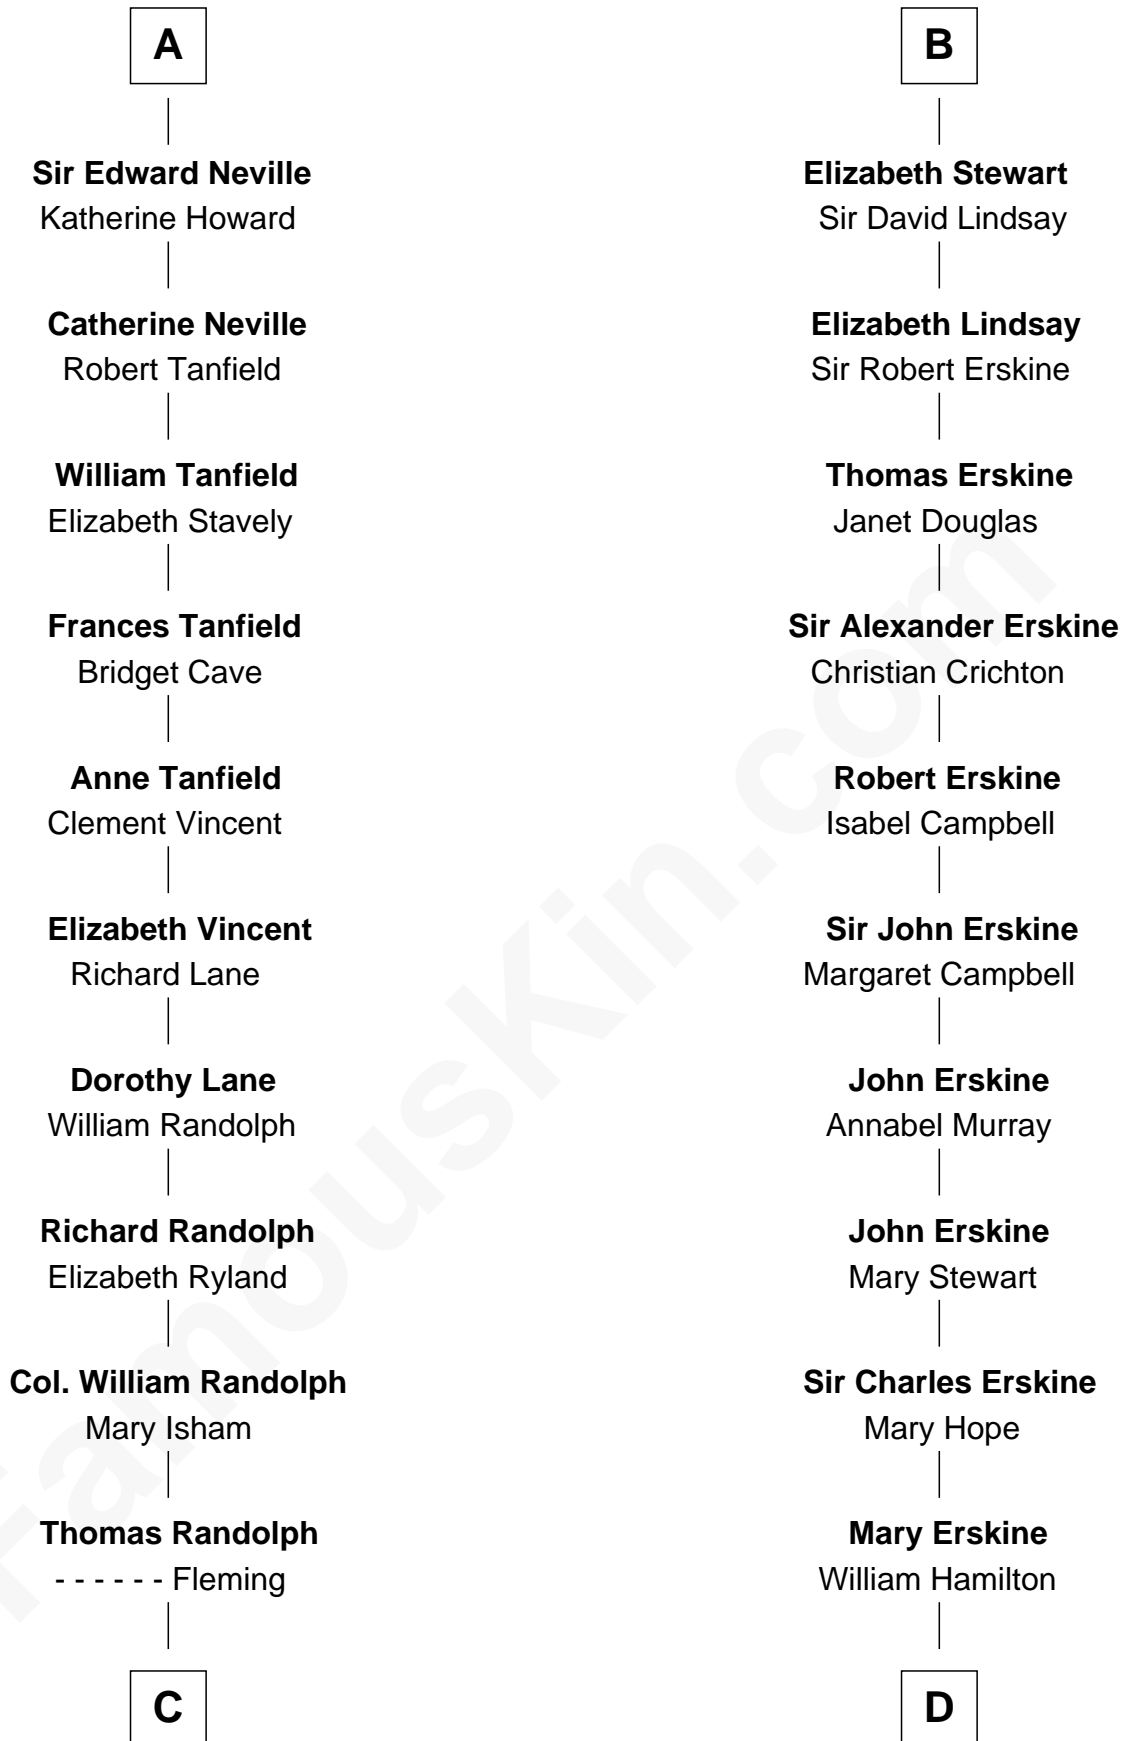 A
Sir Edward Neville
Katherine Howard
Catherine Neville
Robert Tanfield
William Tanfield
Elizabeth Stavely
Frances Tanfield
Bridget Cave
Anne Tanfield
Clement Vincent
Elizabeth Vincent
Richard Lane
Dorothy Lane
William Randolph
Richard Randolph
Elizabeth Ryland
Col. William Randolph
Mary Isham
Thomas Randolph
- - - - - - Fleming
C
B
Elizabeth Stewart
Sir David Lindsay
Elizabeth Lindsay
Sir Robert Erskine
Thomas Erskine
Janet Douglas
Sir Alexander Erskine
Christian Crichton
Robert Erskine
Isabel Campbell
Sir John Erskine
Margaret Campbell
John Erskine
Annabel Murray
John Erskine
Mary Stewart
Sir Charles Erskine
Mary Hope
Mary Erskine
William Hamilton
D
FamousKin.com